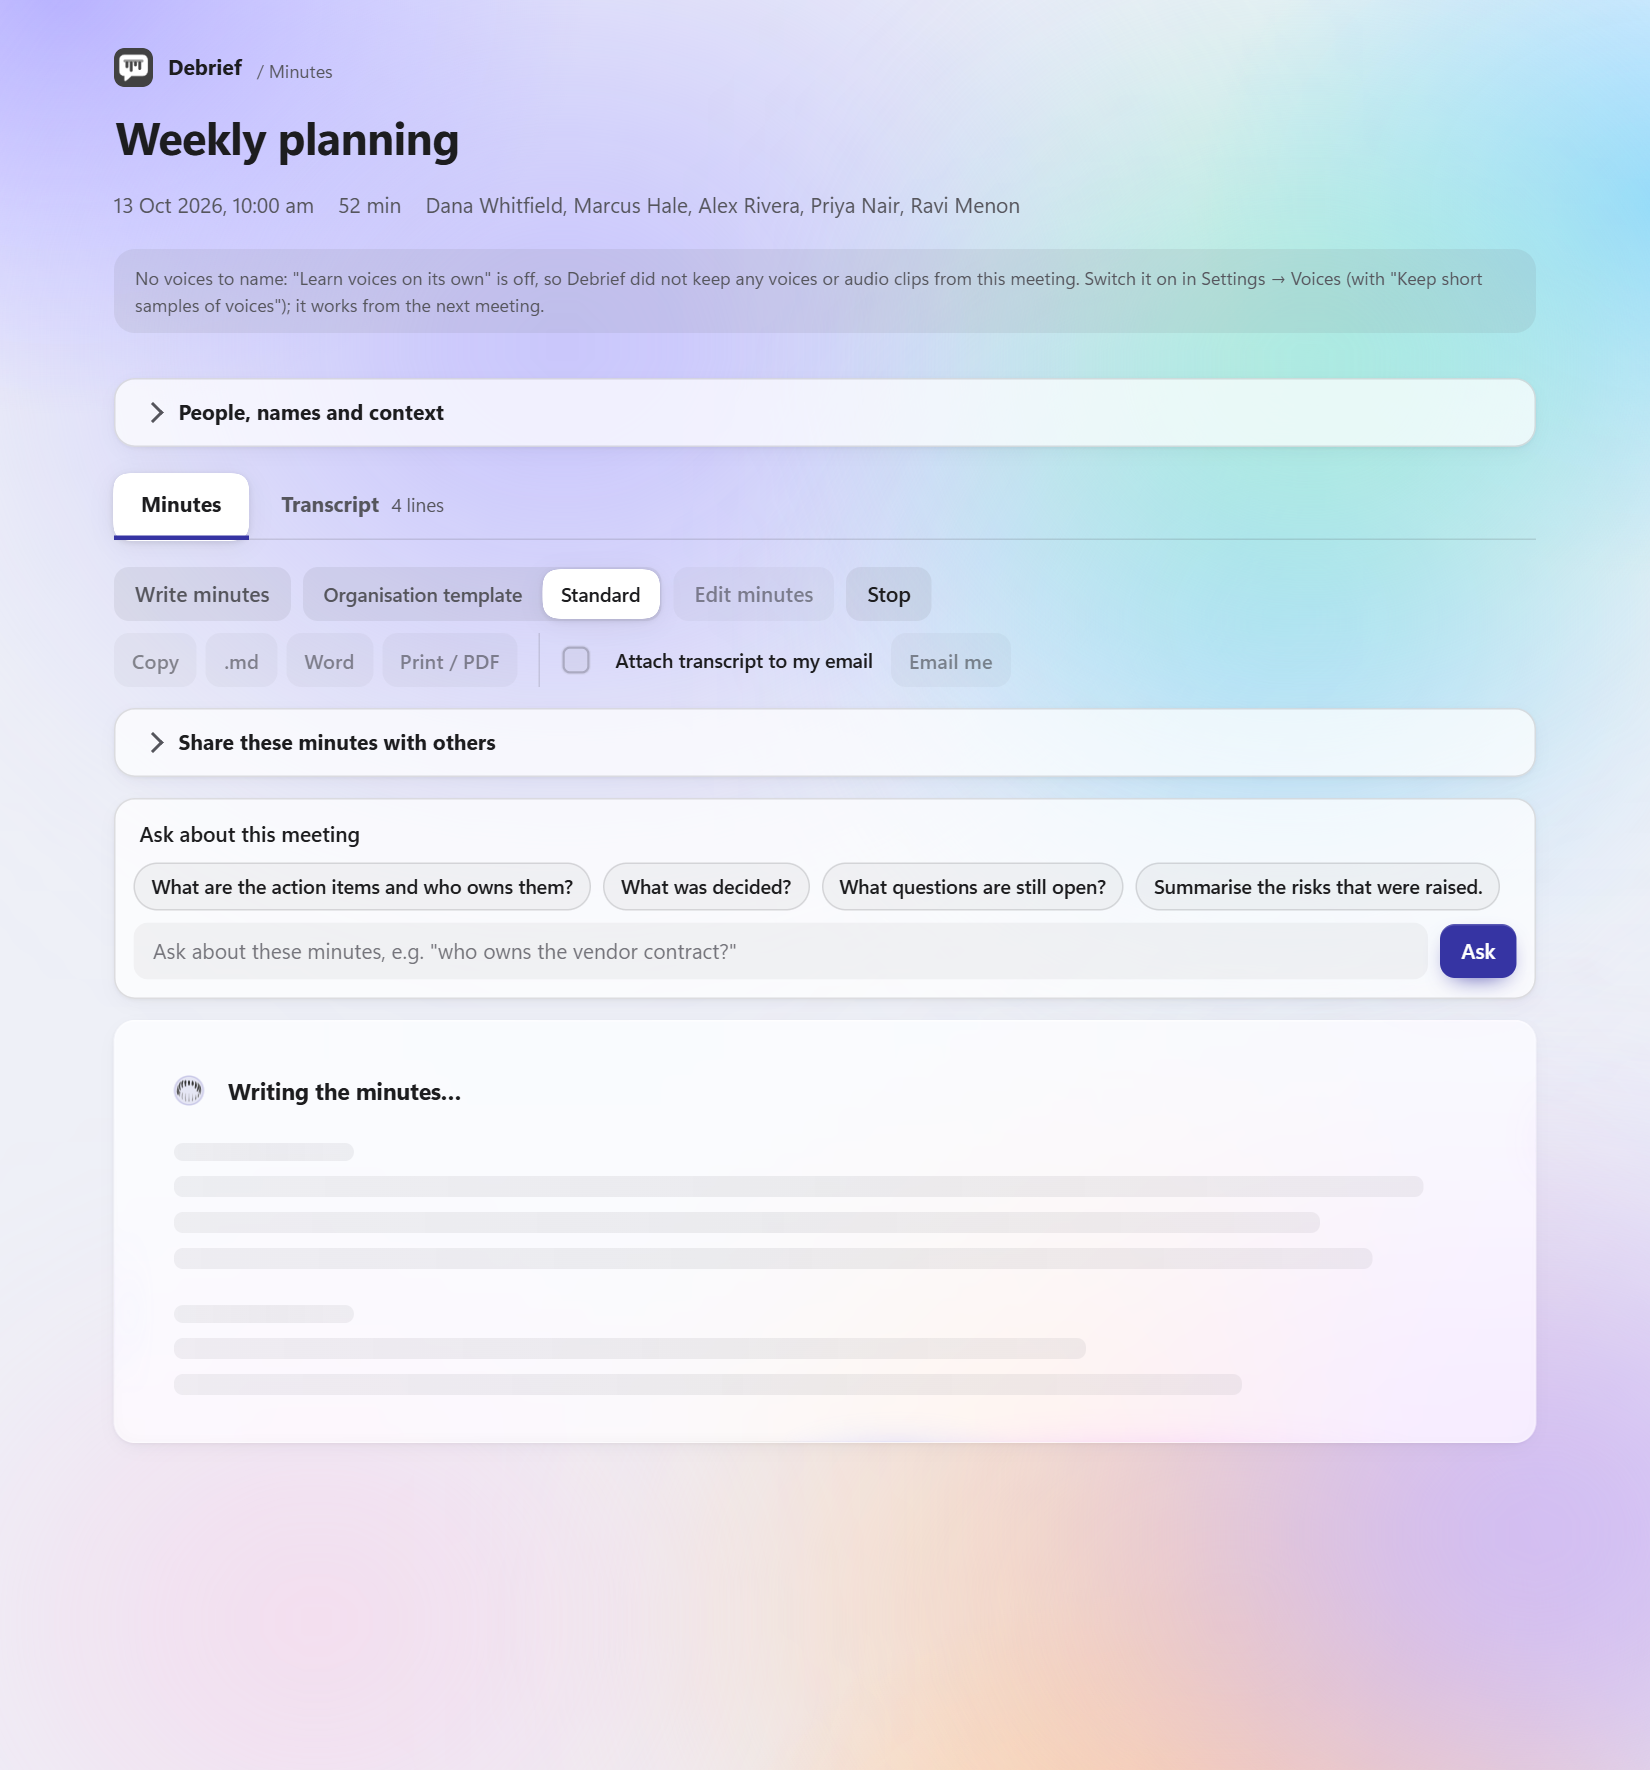 Debrief / Minutes
Weekly planning
13 Oct 2026, 10:00 am 52 min Dana Whitfield, Marcus Hale, Alex Rivera, Priya Nair, Ravi Menon
No voices to name: "Learn voices on its own" is off, so Debrief did not keep any voices or audio clips from this meeting. Switch it on in Settings → Voices (with "Keep short
samples of voices"); it works from the next meeting.
People, names and context
Minutes Transcript 4 lines
Write minutes Organisation template Standard Edit minutes Stop
Copy .md Word Print / PDF Attach transcript to my email Email me
Share these minutes with others
Ask about this meeting
What are the action items and who owns them? What was decided? What questions are still open? Summarise the risks that were raised.
Ask about these minutes, e.g. "who owns the vendor contract?" Ask
Writing the minutes...